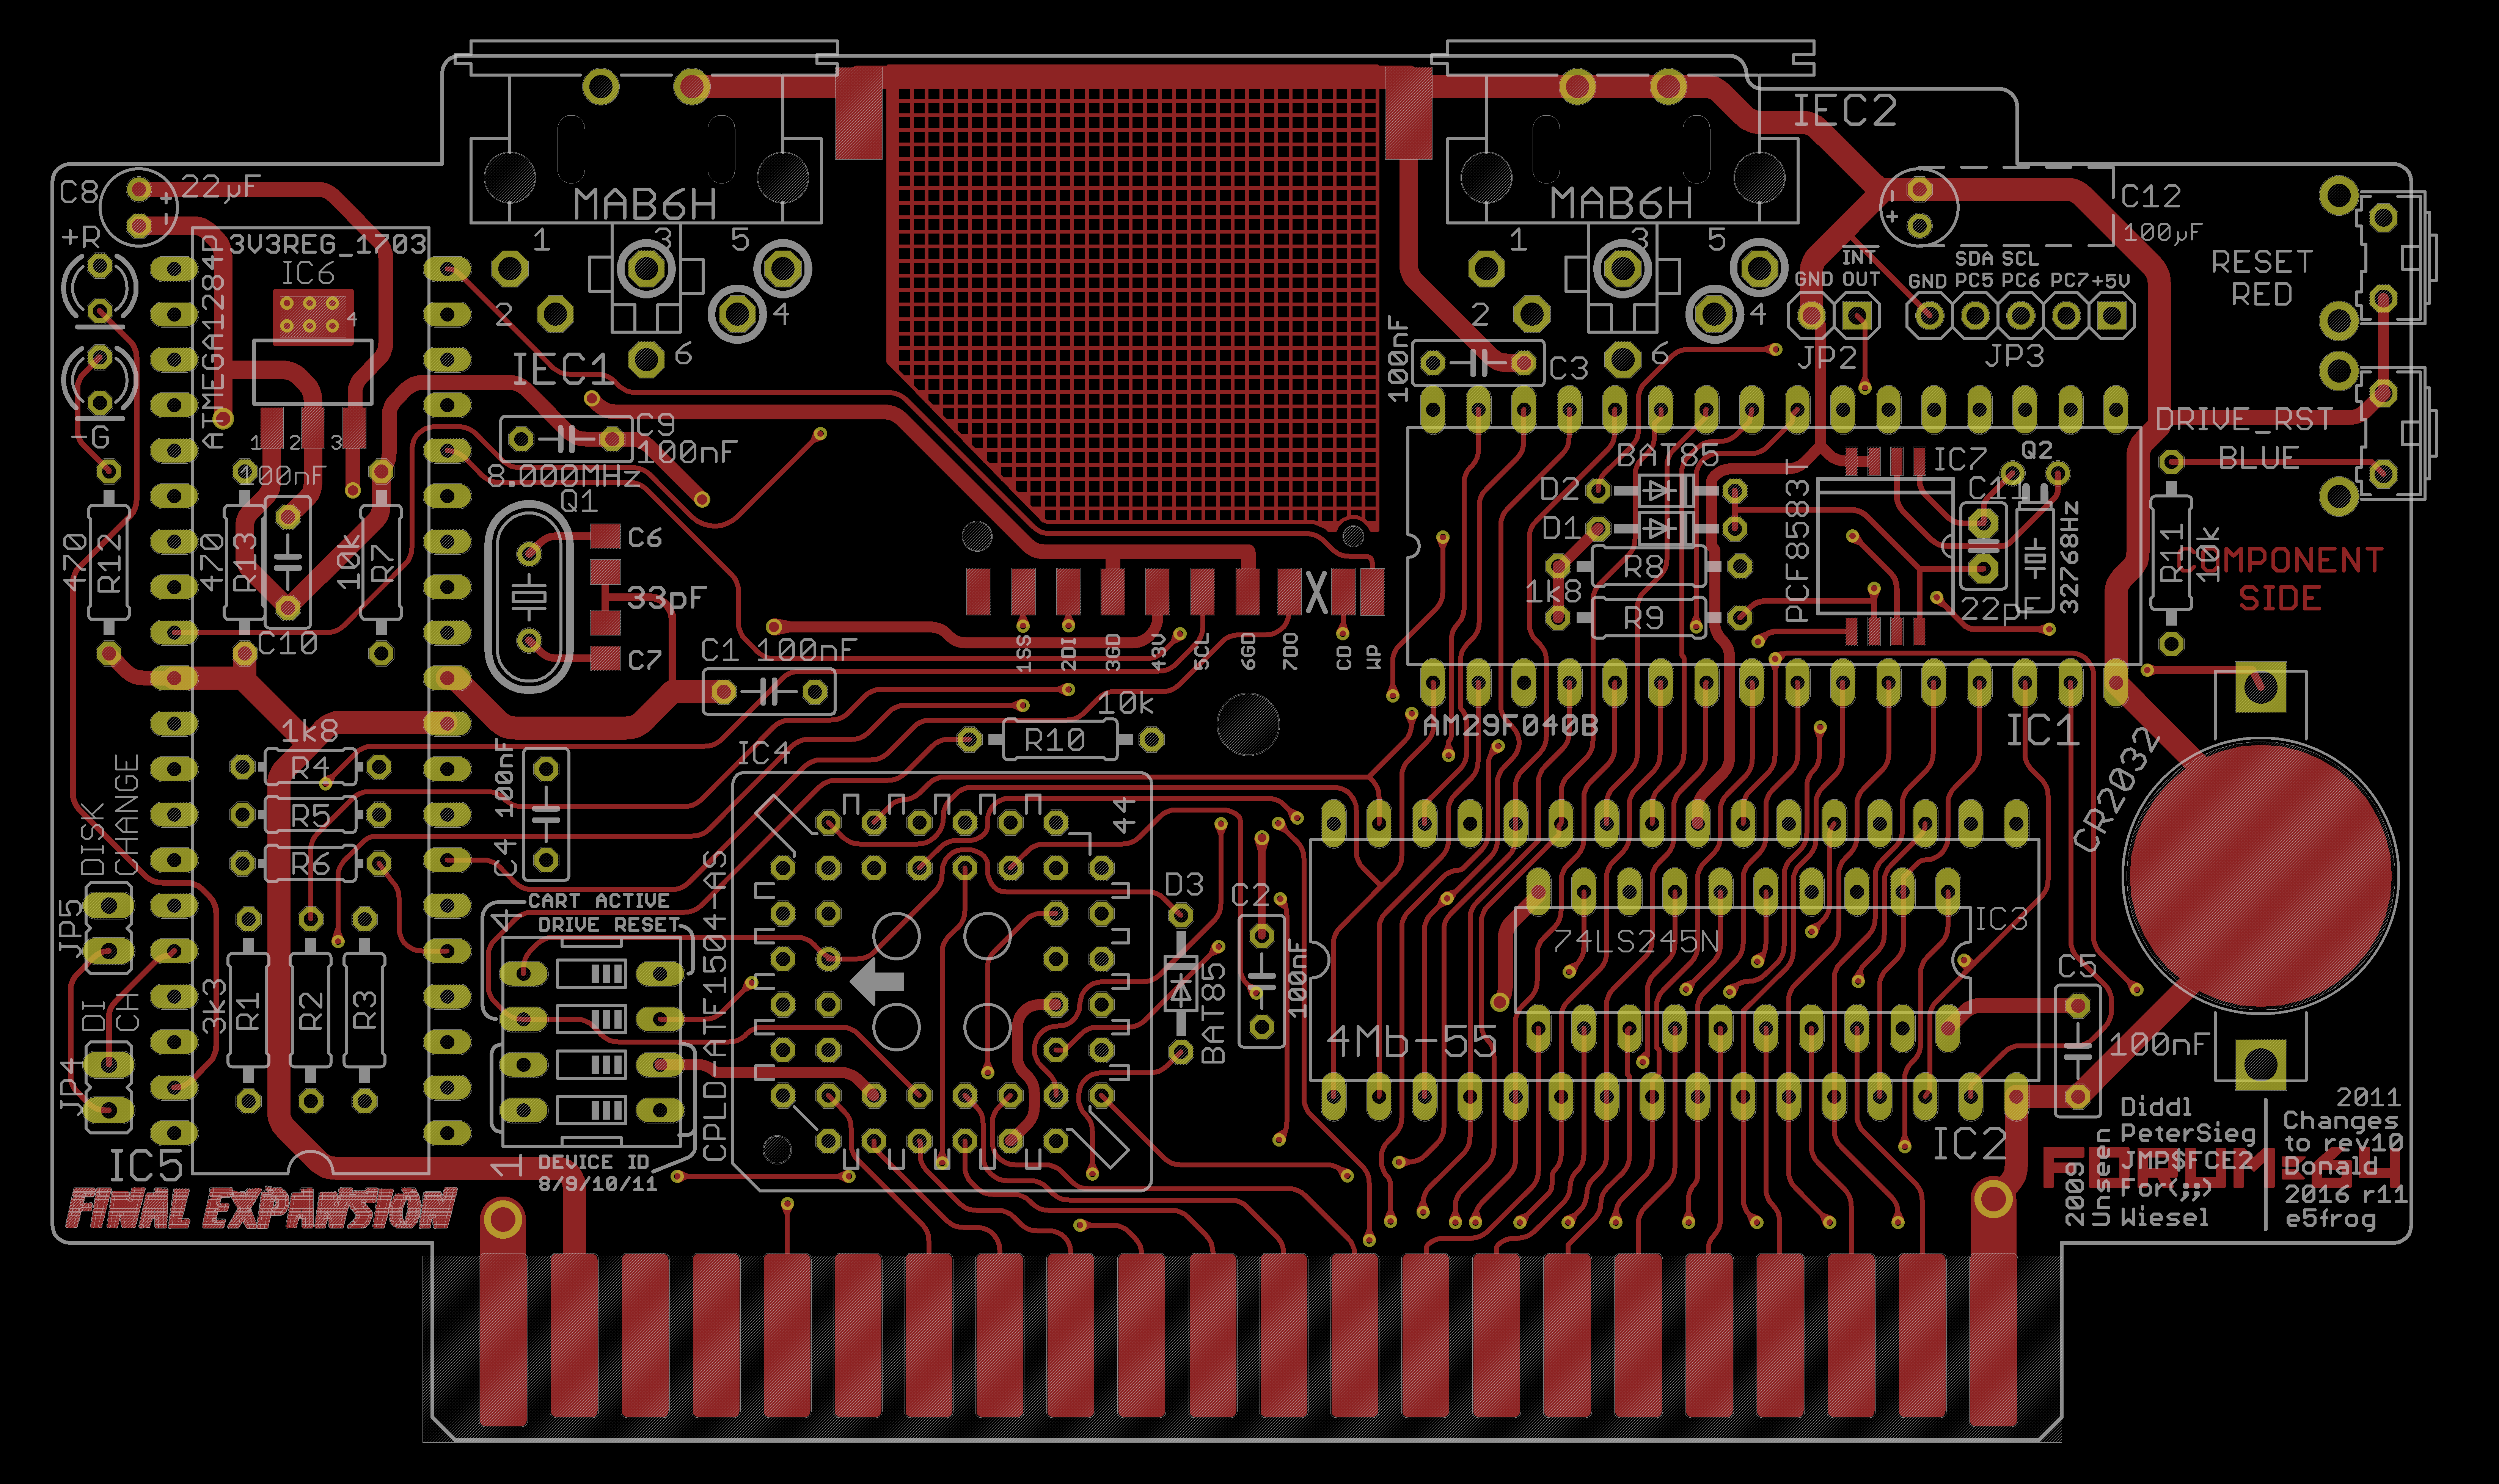 IEC2
C8
22µF
+
-
MAB6H
MAB6H
-
+
C12
100µF
+R
3V3REG_1703
IC6
ATMEGA1284P
4
1
3
5
2
4
6
IEC1
1
3
5
2
4
6
100nF
C3
INT
GND OUT
JP2
SDA SCL
GND PC5 PC6 PC7+5V
JP3
RESET
RED
DRIVE_RST
BLUE
-G
1
2
3
100nF
C9
100nF
8.000MHz
Q1
BAT85
IC7
Q2
C11
D2
D1
PCF8583T
470
R12
470
R13
10k
R7
C10
C6
33pF
C7
R8
1k8
R9
22pF
32768Hz
R11
10k
COMPONENT
SIDE
C1 100nF
1SS
2DI
3GD
43V
5CL
6GD
7DO
X
CD
WP
10k
R10
AM29F040B
IC1
CR2032
1k8
R4
R5
R6
100nF
C4
IC4
44
DISK
CHANGE
JP5
DI
CH
JP4
3k3
R1
R2
R3
CART ACTIVE
DRIVE RESET
4
CPLD_ATF1504-AS
D3
BAT85
C2
100nF
74LS245N
IC3
4Mb-55
C5
100nF
IC2
IC5
1
DEVICE ID
8/9/10/11
FINAL EXPANSION
FORUM64
2009
Unseen
Diddl
PeterSieg
JMP$FCE2
For(;;)
Wiesel
2011
Changes
to rev10
Donald
2016 r11
e5frog